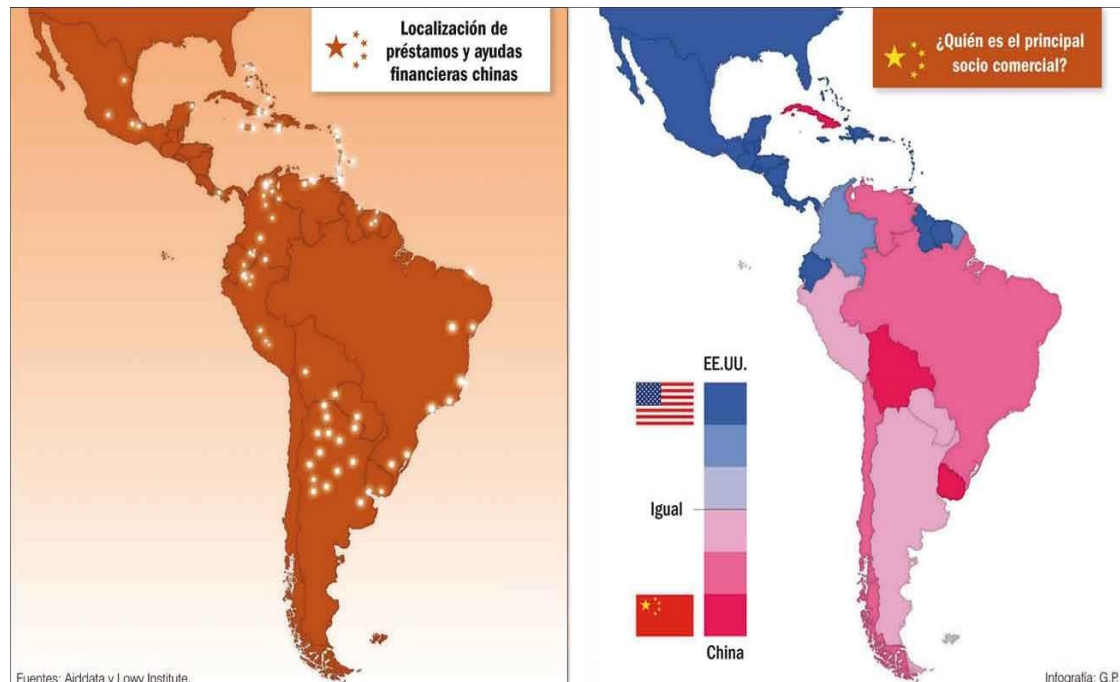 Localización de
préstamos y ayudas
financieras chinas
¿Quién es el principal
socio comercial?
EE.UU.
Igual
China
Fuentes: Aiddata y Lowy Institute.
Infografía: G.P.